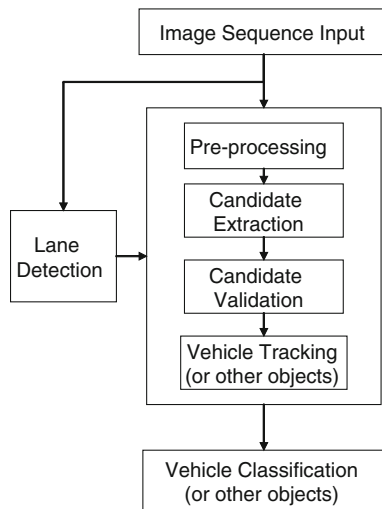 Image Sequence Input
Pre-processing
Candidate
Extraction
Lane
Detection
Candidate
Validation
Vehicle Tracking
(or other objects)
Vehicle Classification
(or other objects)